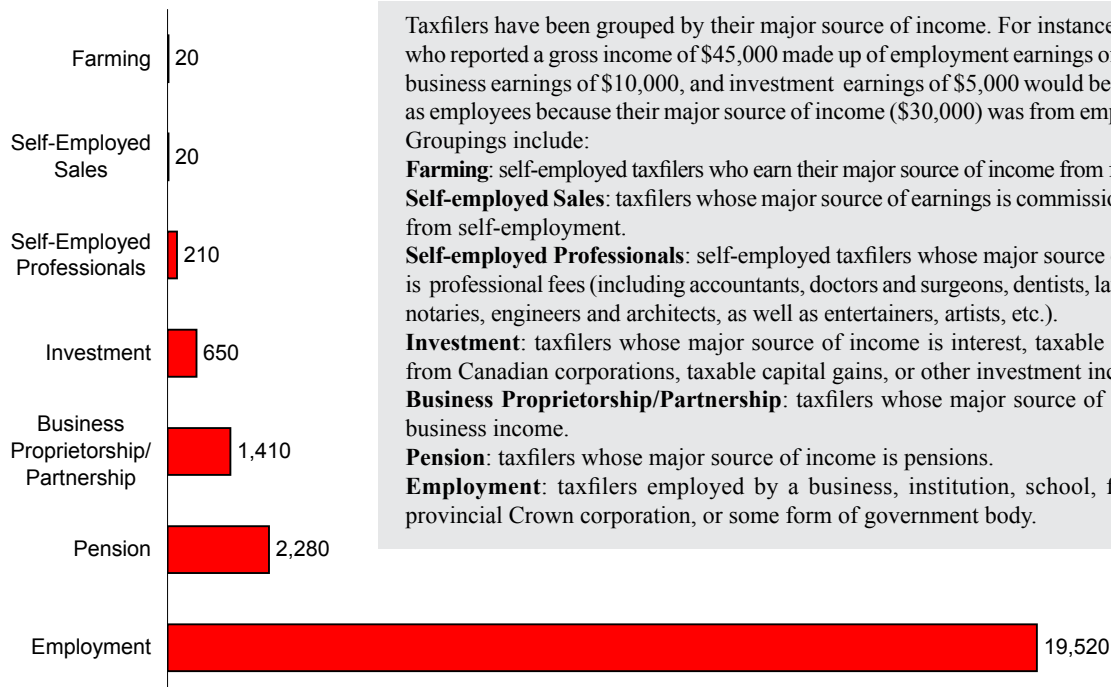 Farming
20
Self-Employed
Sales
20
Self-Employed
Professionals
210
Investment
650
Business
Proprietorship/
Partnership
1,410
Pension
2,280
Employment
19,520
Taxfilers have been grouped by their major source of income. For instance
who reported a gross income of $45,000 made up of employment earnings o
business earnings of $10,000, and investment earnings of $5,000 would be
as employees because their major source of income ($30,000) was from emp
Groupings include:
Farming: self-employed taxfilers who earn their major source of income from
Self-employed Sales: taxfilers whose major source of earnings is commissio
from self-employment.
Self-employed Professionals: self-employed taxfilers whose major source
is professional fees (including accountants, doctors and surgeons, dentists, la
notaries, engineers and architects, as well as entertainers, artists, etc.).
Investment: taxfilers whose major source of income is interest, taxable
from Canadian corporations, taxable capital gains, or other investment inc
Business Proprietorship/Partnership: taxfilers whose major source of
business income.
Pension: taxfilers whose major source of income is pensions.
Employment: taxfilers employed by a business, institution, school, f
provincial Crown corporation, or some form of government body.